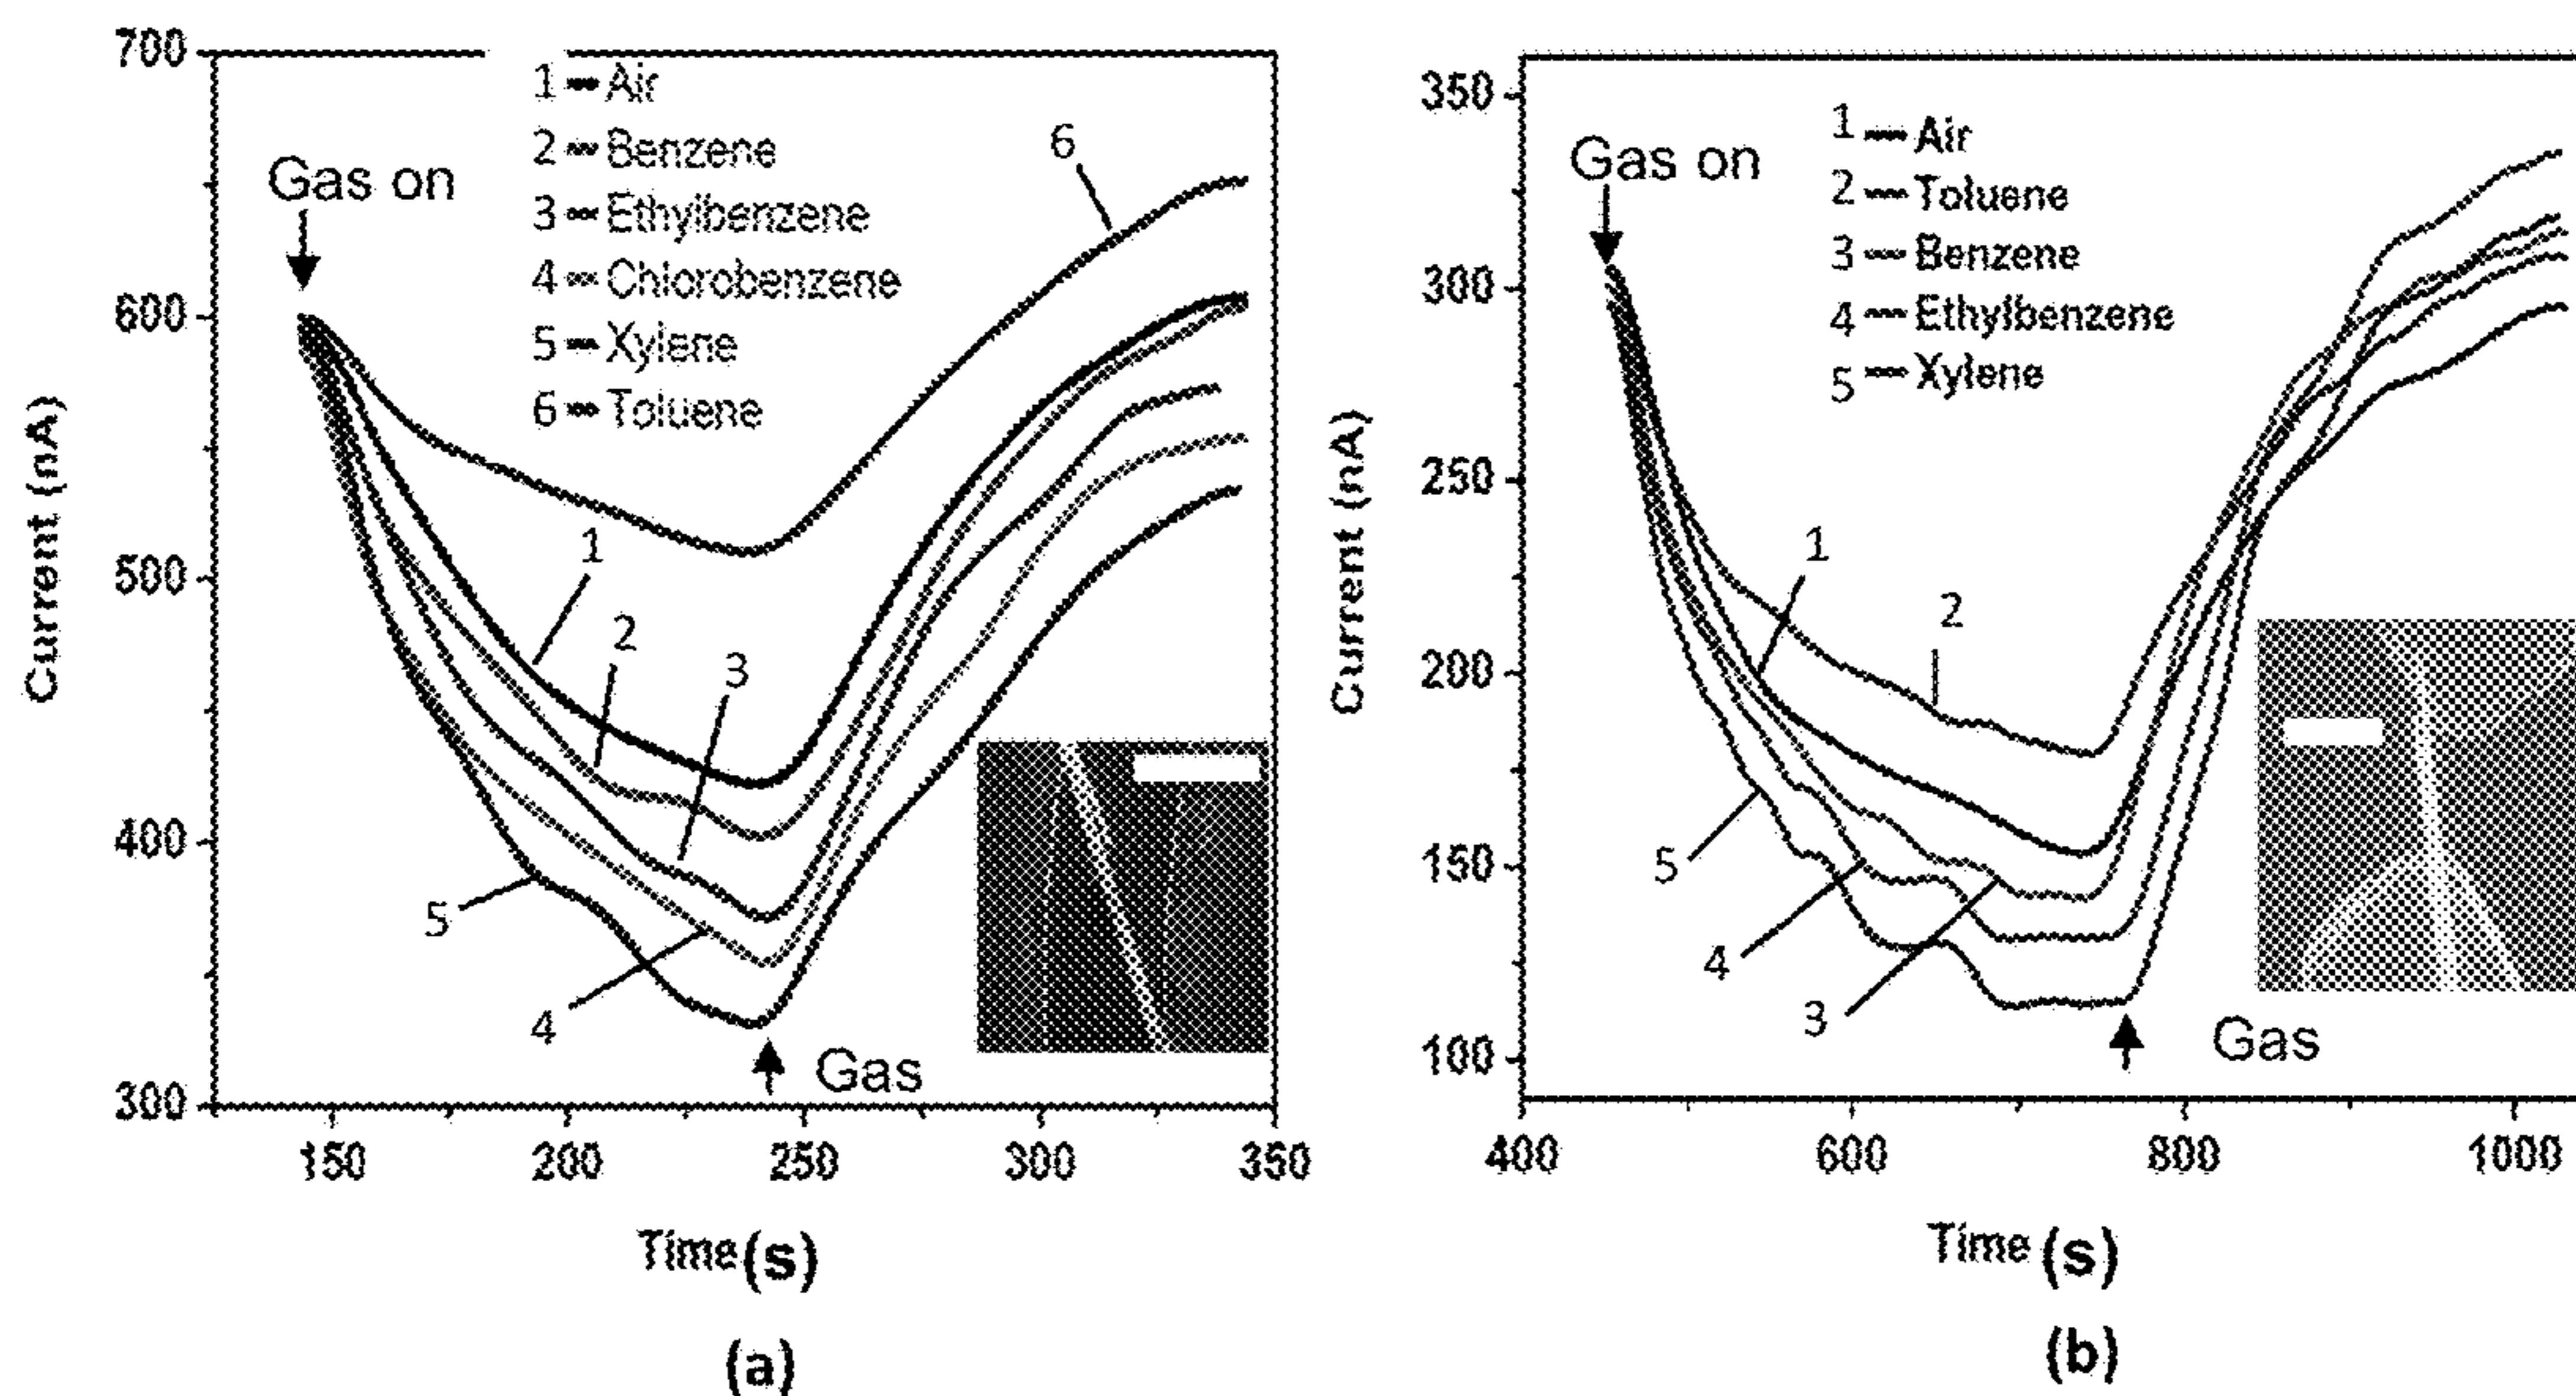 700
600
500
400
300
Current (nA)
Gas on
1 Air
2 Benzene
3 Ethylbenzene
4 Chlorobenzene
5 Xylene
6 Toluene
6
1
2
3
5
4
Gas
150
200
250
300
350
Time (s)
(a)
350
300
250
200
150
100
Current (nA)
Gas on
1 Air
2 Toluene
3 Benzene
4 Ethylbenzene
5 Xylene
1
2
5
4
3
Gas
400
600
800
1000
Time (s)
(b)